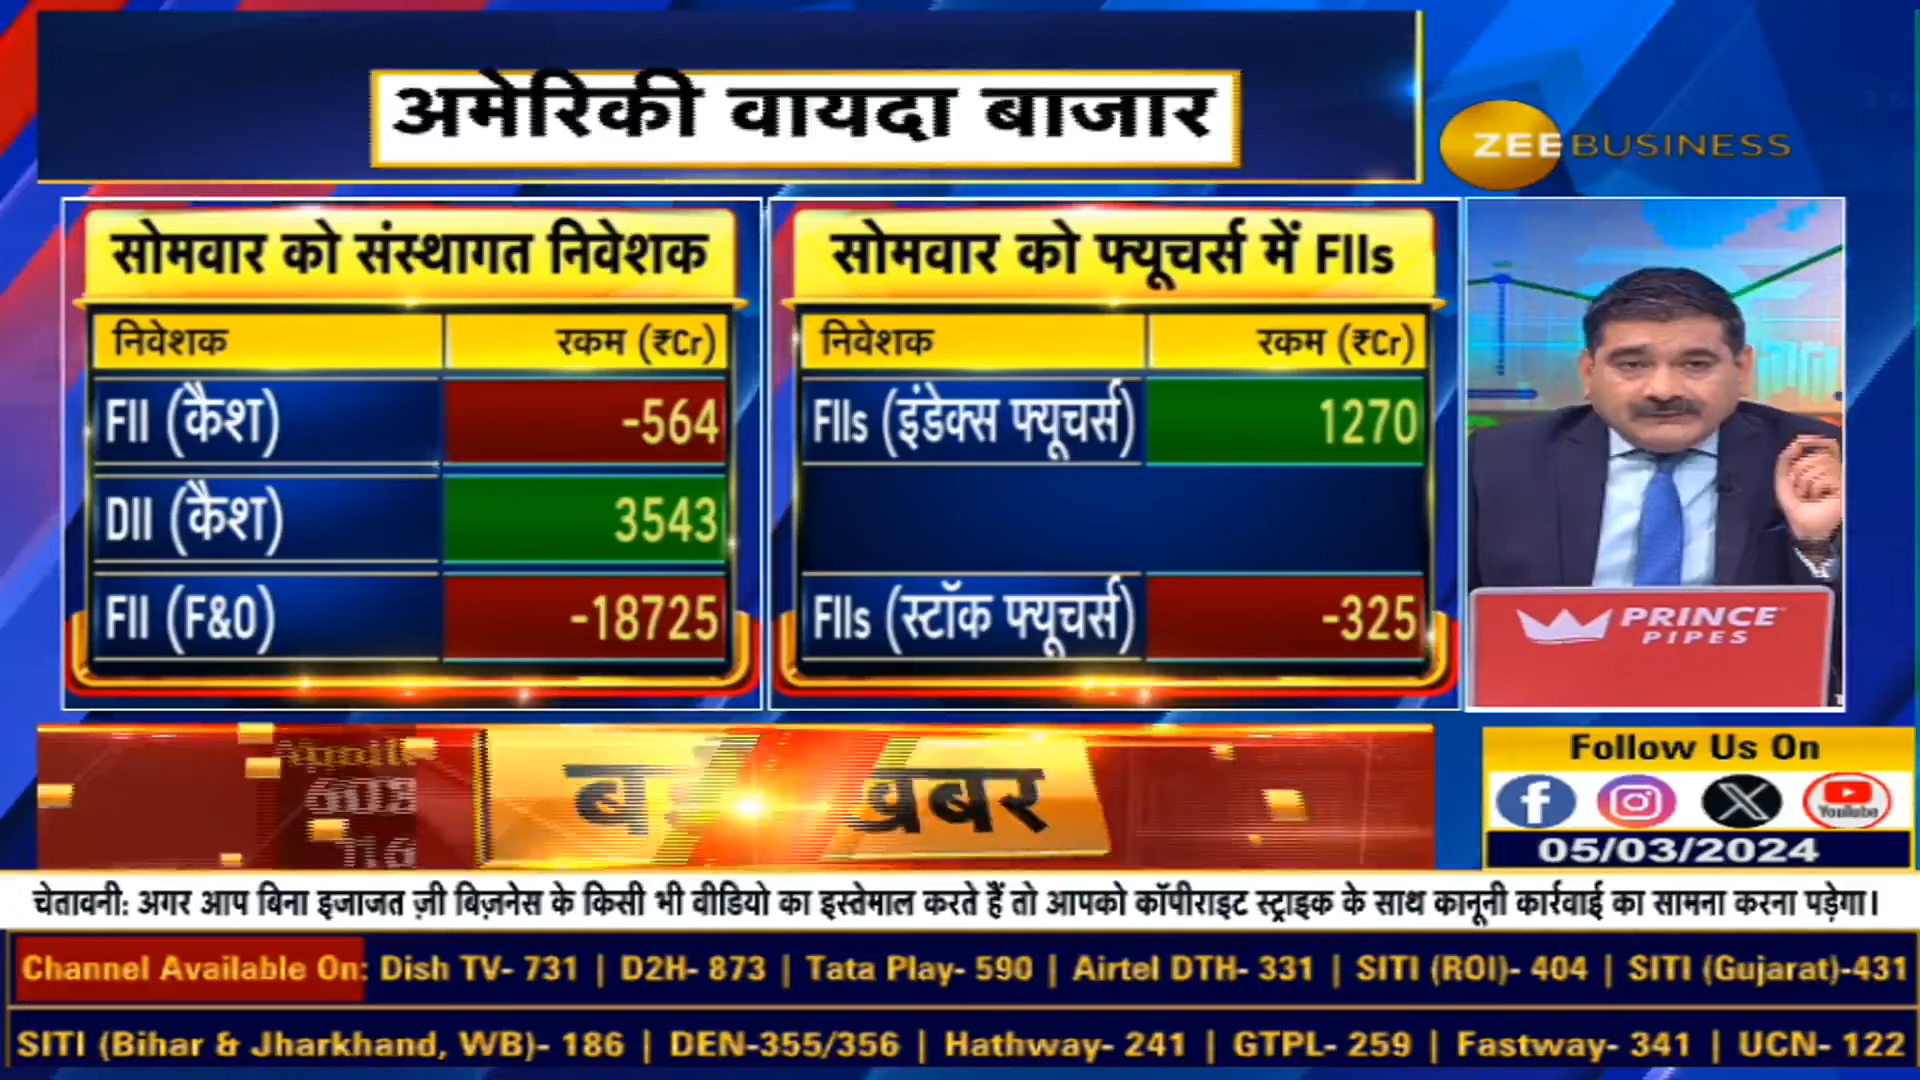 अमेरिकी वायदा बाजार
ZEEBUSINESS
सोमवार को संस्थागत निवेशक
निवेशक रकम (₹Cr)
FII (कैश) -564
DII (कैश) 3543
FII (F&O) -18725
सोमवार को फ्यूचर्स में FIIs
निवेशक रकम (₹Cr)
FIIs (इंडेक्स फ्यूचर्स) 1270
FIIs (स्टॉक फ्यूचर्स) -325
PRINCE
PIPES
खबर
Follow Us On
YouTube
05/03/2024
चेतावनी: अगर आप बिना इजाजत ज़ी बिज़नेस के किसी भी वीडियो का इस्तेमाल करते हैं तो आपको कॉपीराइट स्ट्राइक के साथ कानूनी कार्रवाई का सामना करना पड़ेगा।
Channel Available On: Dish TV- 731 | D2H- 873 | Tata Play- 590 | Airtel DTH- 331 | SITI (ROI)- 404 | SITI (Gujarat)-431
SITI (Bihar & Jharkhand, WB)- 186 | DEN-355/356 | Hathway- 241 | GTPL- 259 | Fastway- 341 | UCN- 122